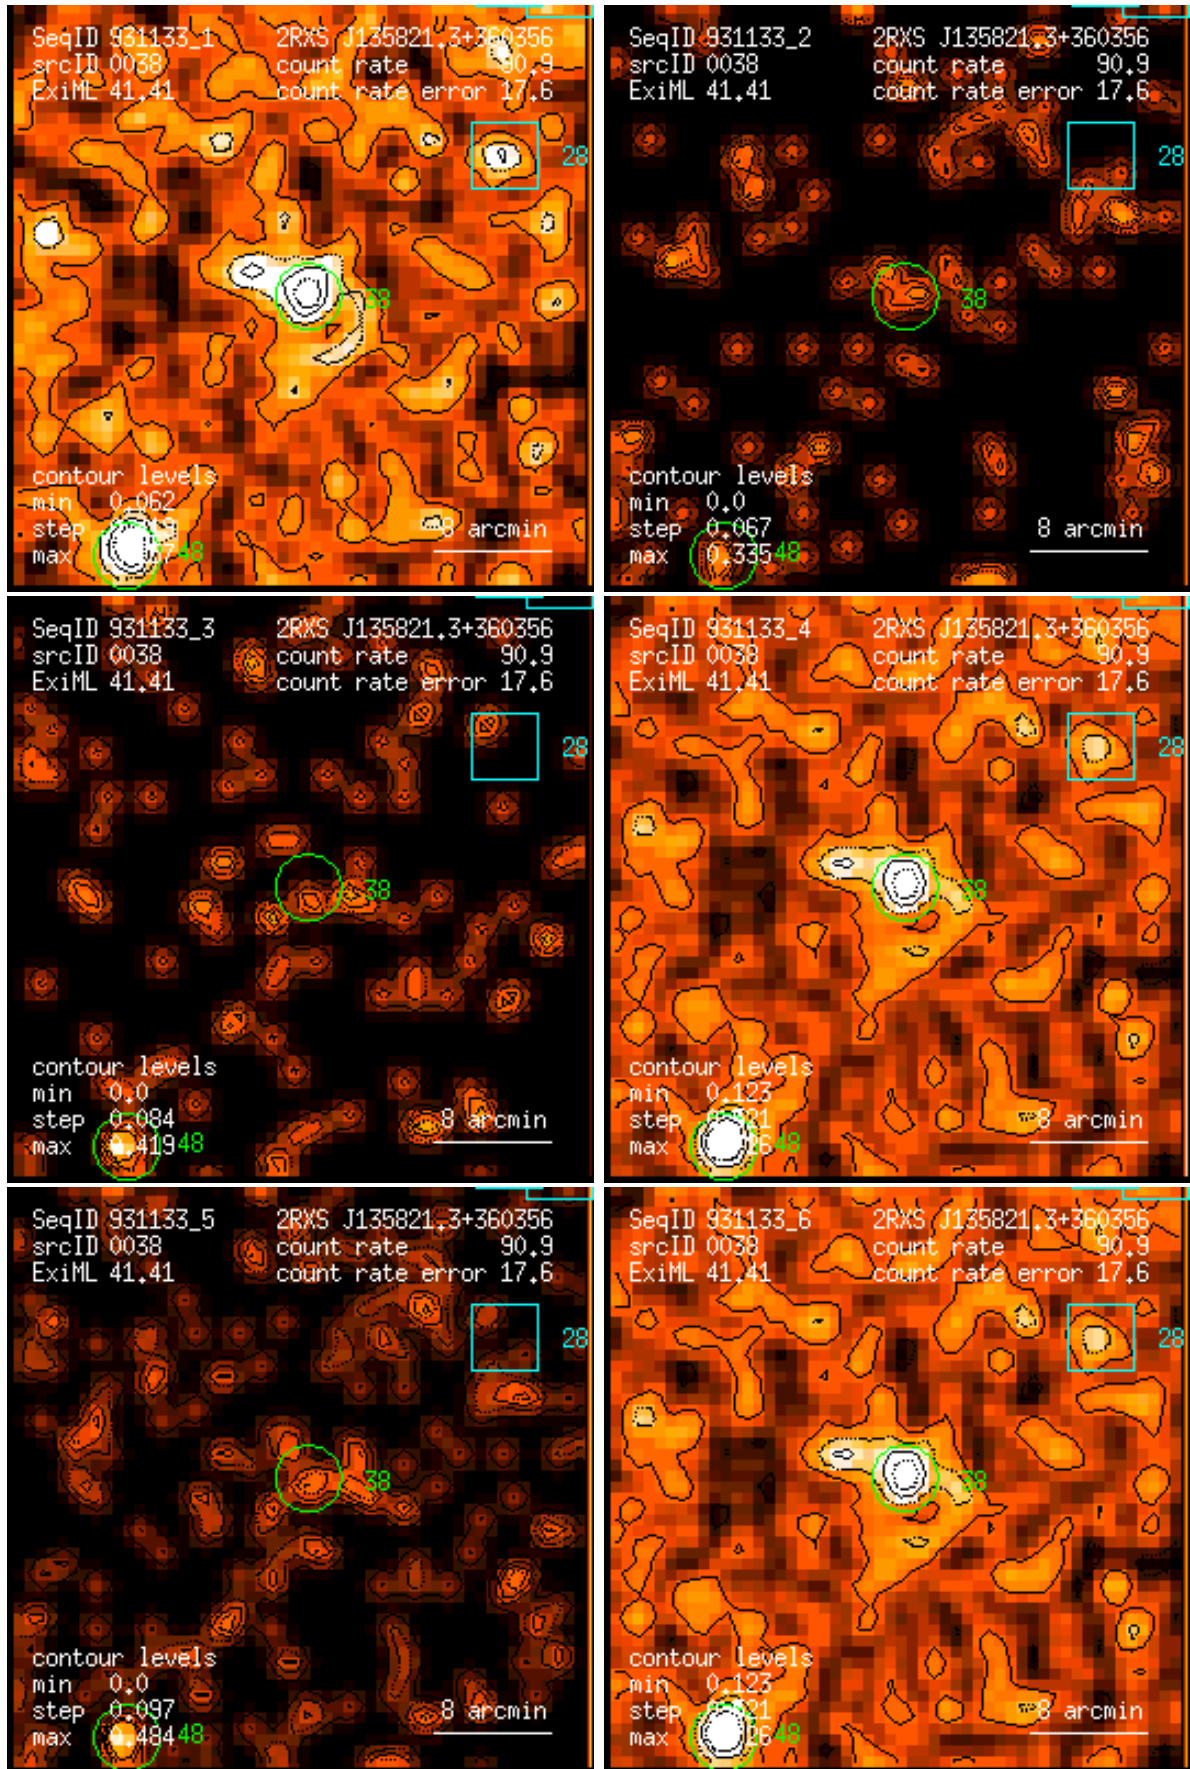 SeqID 931133_1 2RXS J135821.3+360356
srcID 0038 count rate 90.9
ExiML 41.41 count rate error 17.6
28
38
contour levels
min 0.062
step
max 48
8 arcmin
SeqID 931133_2 2RXS J135821.3+360356
srcID 0038 count rate 90.9
ExiML 41.41 count rate error 17.6
28
38
contour levels
min 0.0
step 0.067
max 0.335 48
8 arcmin
SeqID 931133_3 2RXS J135821.3+360356
srcID 0038 count rate 90.9
ExiML 41.41 count rate error 17.6
28
38
contour levels
min 0.0
step 0.084
max 0.419 48
8 arcmin
SeqID 931133_4 2RXS J135821.3+360356
srcID 0038 count rate 90.9
ExiML 41.41 count rate error 17.6
28
38
contour levels
min 0.123
step
max 48
8 arcmin
SeqID 931133_5 2RXS J135821.3+360356
srcID 0038 count rate 90.9
ExiML 41.41 count rate error 17.6
28
38
contour levels
min 0.0
step 0.097
max 0.484 48
8 arcmin
SeqID 931133_6 2RXS J135821.3+360356
srcID 0038 count rate 90.9
ExiML 41.41 count rate error 17.6
28
38
contour levels
min 0.123
step
max 48
8 arcmin